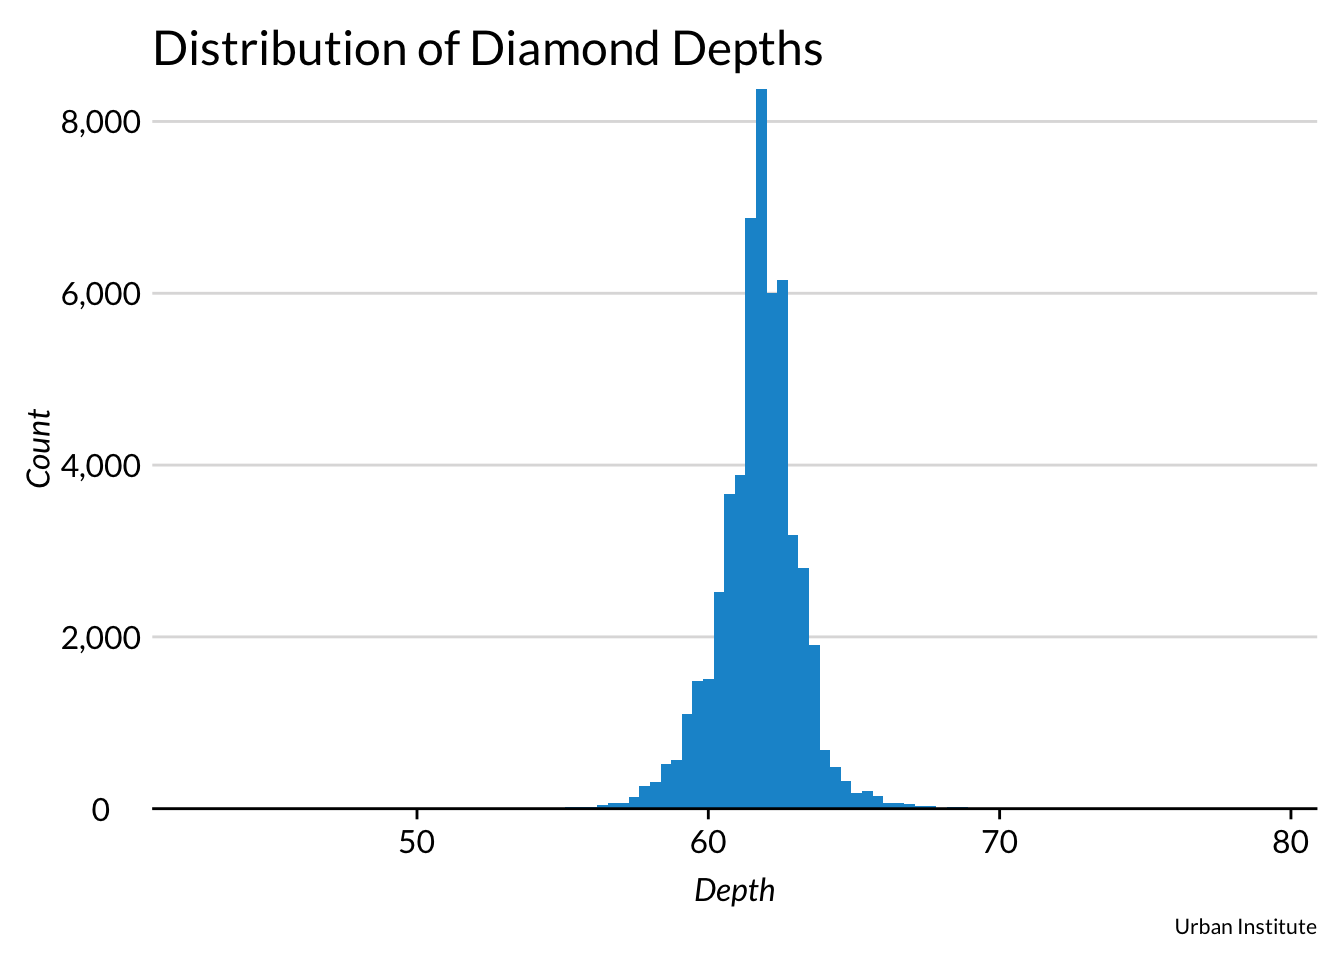 Distribution of Diamond Depths
8,000
6,000
4,000
2,000
0
Count
50 60 70 80
Depth
Urban Institute